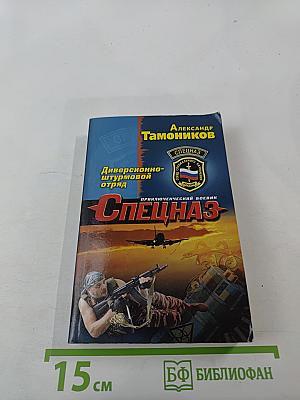 Александр
Тамоников
СПЕЦНАЗ
Диверсионно-
штурмовой
отряд
ПРИКЛЮЧЕНЧЕСКИЙ БОЕВИК
Спецназ
15 см
БФ БИБЛИОФАН